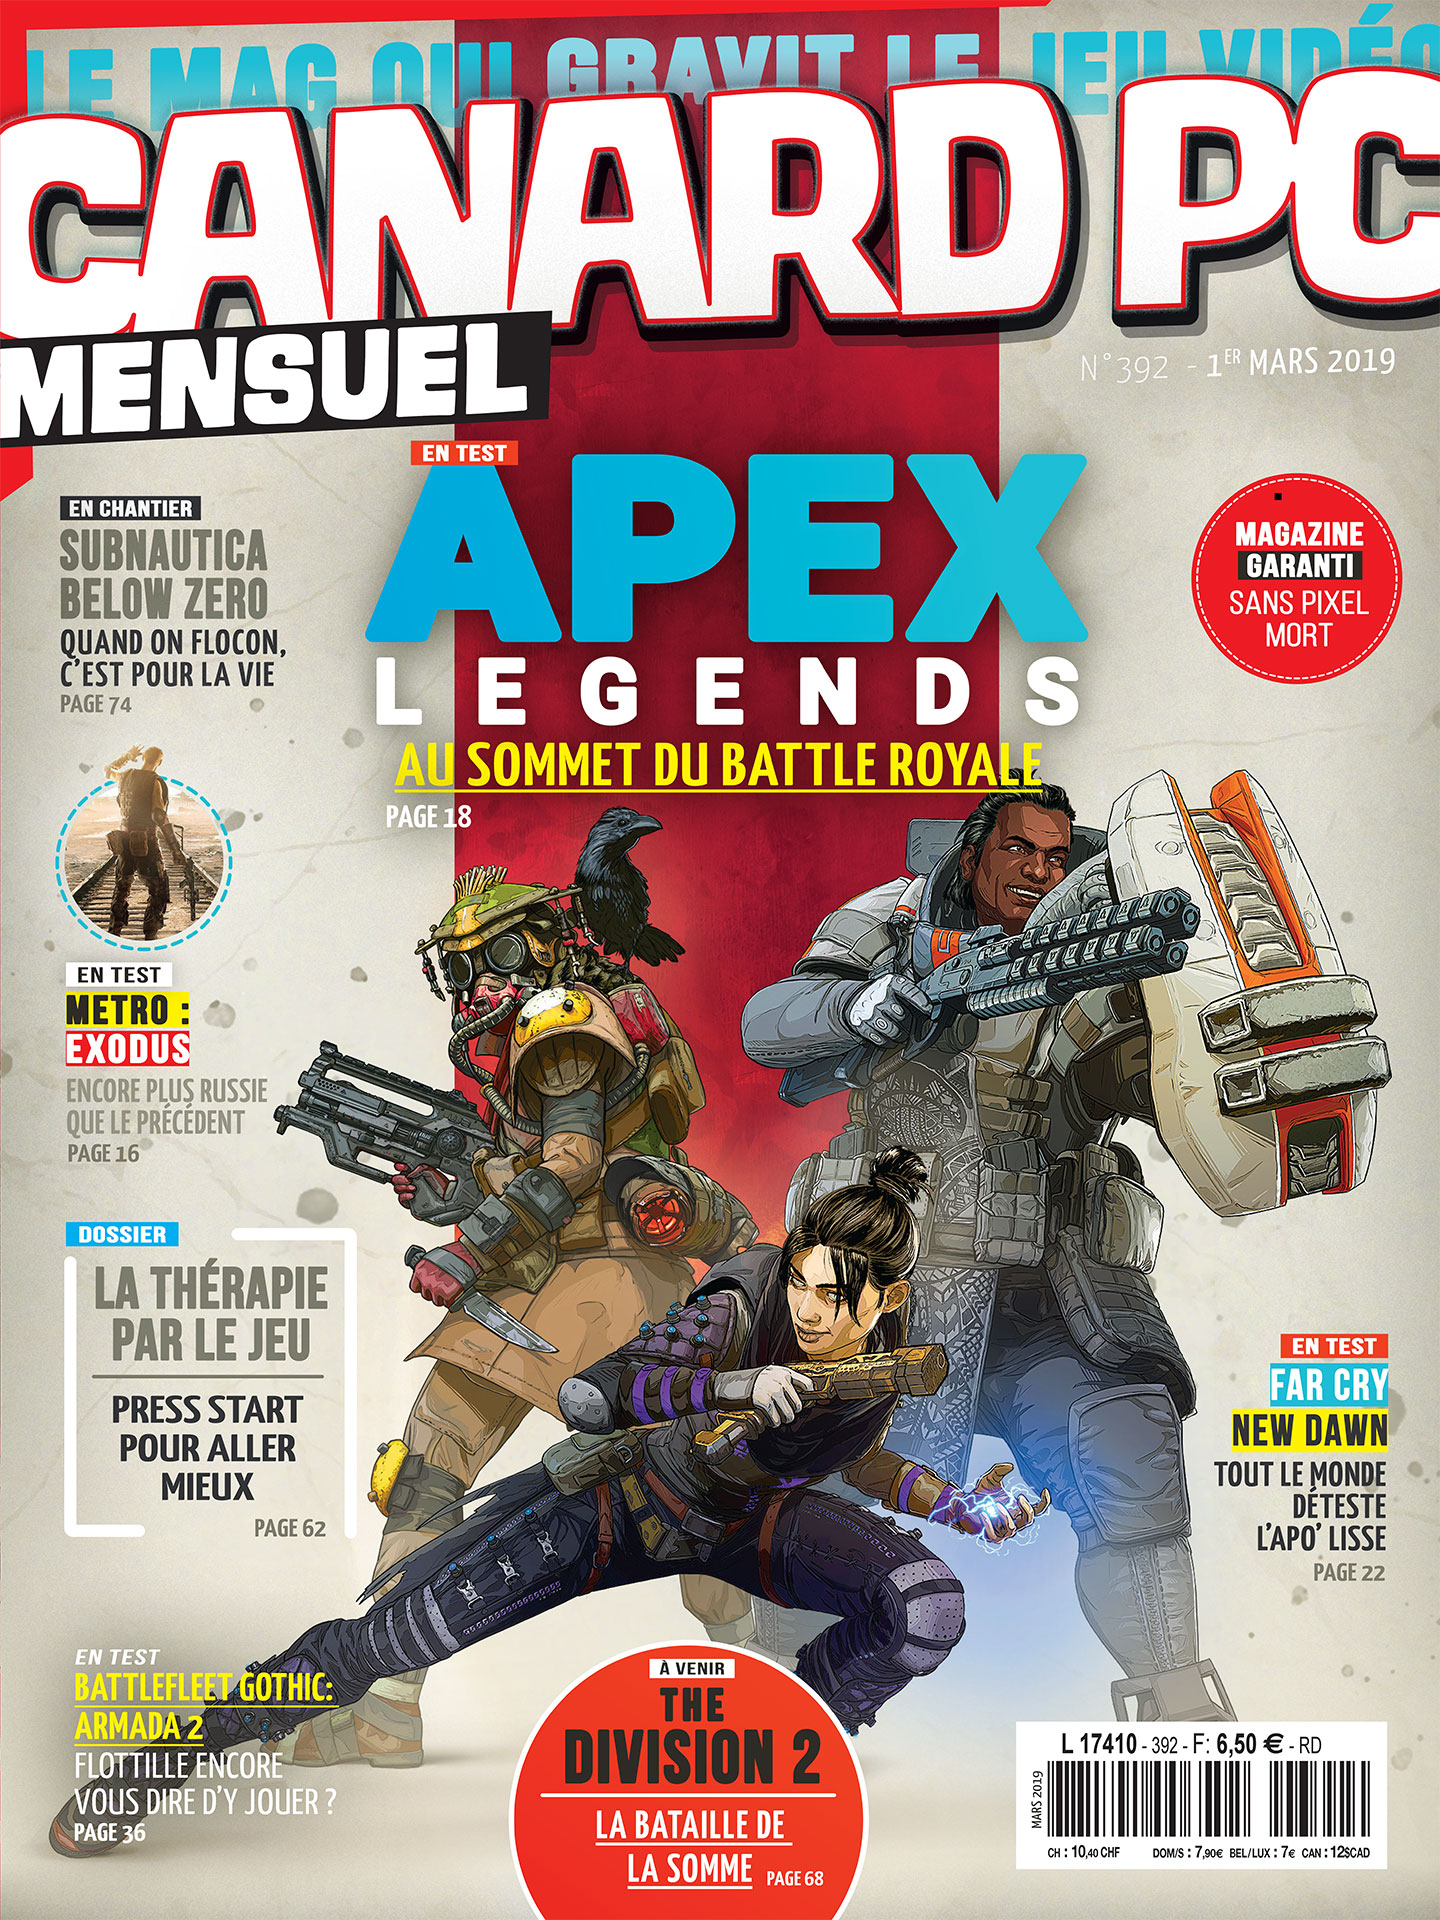 LE MAG QUI GRAVIT LE JEU VIDÉO
CANARD PC
MENSUEL
N°392 - 1ER MARS 2019
EN TEST
APEX
LEGENDS
AU SOMMET DU BATTLE ROYALE
PAGE 18
EN CHANTIER
SUBNAUTICA
BELOW ZERO
QUAND ON FLOCON,
C'EST POUR LA VIE
PAGE 74
MAGAZINE
GARANTI
SANS PIXEL
MORT
EN TEST
METRO :
EXODUS
ENCORE PLUS RUSSIE
QUE LE PRÉCÉDENT
PAGE 16
DOSSIER
LA THÉRAPIE
PAR LE JEU
PRESS START
POUR ALLER
MIEUX
PAGE 62
EN TEST
FAR CRY
NEW DAWN
TOUT LE MONDE
DÉTESTE
L'APO' LISSE
PAGE 22
EN TEST
BATTLEFLEET GOTHIC:
ARMADA 2
FLOTTILLE ENCORE
VOUS DIRE D'Y JOUER ?
PAGE 36
À VENIR
THE
DIVISION 2
LA BATAILLE DE
LA SOMME PAGE 68
L 17410 - 392 - F: 6,50 € - RD
MARS 2019
CH : 10,40 CHF DOM/S : 7,90€ BEL/LUX : 7€ CAN : 12$CAD